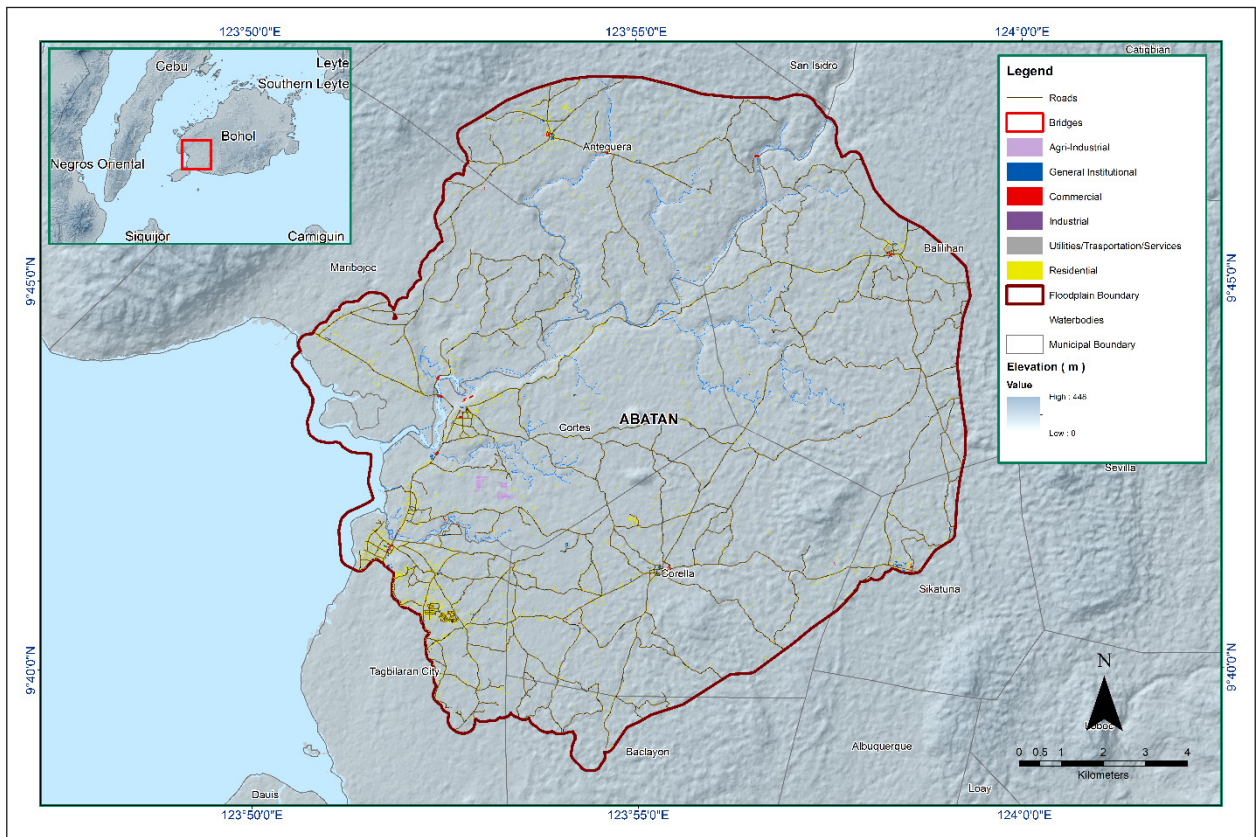 123°50'0"E
123°55'0"E
124°0'0"E
Catigbian
San Isidro
Leyte
Cebu
Southern Leyte
Bohol
Negros Oriental
Siquijor
Camiguin
Legend
Roads
Bridges
Agri-Industrial
General Institutional
Commercial
Industrial
Utilities/Trasportation/Services
Residential
Floodplain Boundary
Waterbodies
Municipal Boundary
Elevation ( m )
Value
High : 446
Low : 0
Antequera
Balilihan
Maribojoc
9°45'0"N
9°45'0"N
ABATAN
Cortes
Sevilla
Corella
Sikatuna
Tagbilaran City
9°40'0"N
9°40'0"N
N
Baclayon
Albuquerque
0 0.5 1 2 3 4
Kilometers
Dauis
Loay
123°50'0"E
123°55'0"E
124°0'0"E